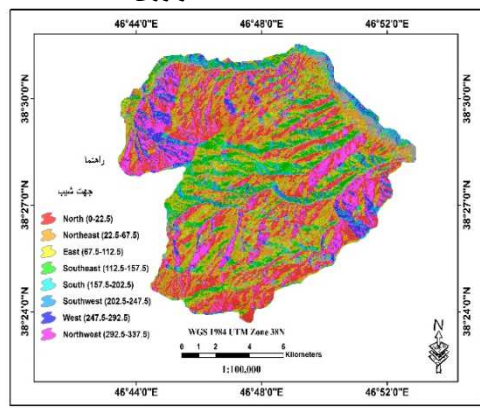 46°44'0"E 46°48'0"E 46°52'0"E
38°30'0"N 38°30'0"N
راهنما
جهت شیب
38°27'0"N 38°27'0"N
North (0-22.5)
Northeast (22.5-67.5)
East (67.5-112.5)
Southeast (112.5-157.5)
South (157.5-202.5)
Southwest (202.5-247.5)
West (247.5-292.5)
Northwest (292.5-337.5)
38°24'0"N 38°24'0"N
WGS 1984 UTM Zone 38N
0 1 2 4 6
Kilometers
1:100,000
N
46°44'0"E 46°48'0"E 46°52'0"E